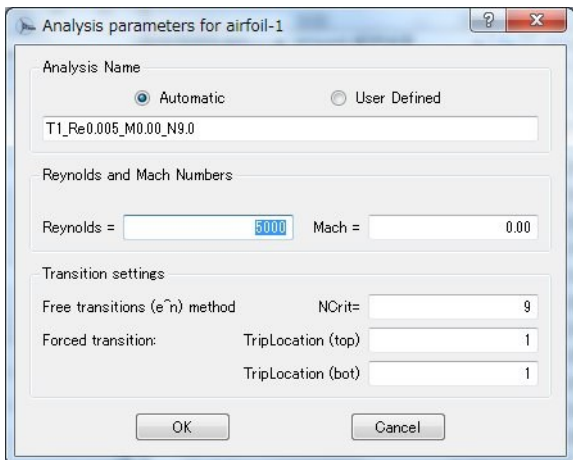 Analysis parameters for airfoil-1
Analysis Name
Automatic User Defined
T1_Re0.005_M0.00_N9.0
Reynolds and Mach Numbers
Reynolds = 5000 Mach = 0.00
Transition settings
Free transitions (e^n) method NCrit= 9
Forced transition: TripLocation (top) 1
TripLocation (bot) 1
OK Cancel